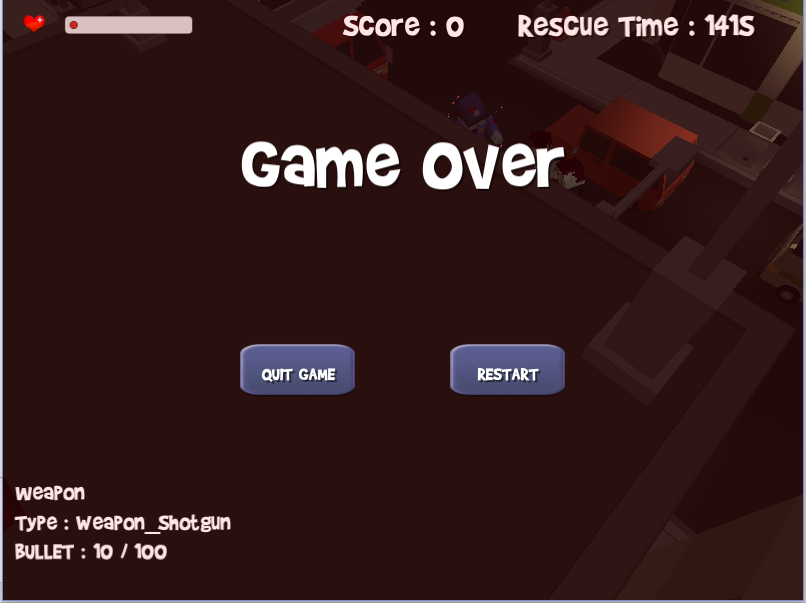 Score : 0
Rescue Time : 141S
Game Over
QUIT GAME
RESTART
Weapon
Type : Weapon_Shotgun
BULLET : 10 / 100